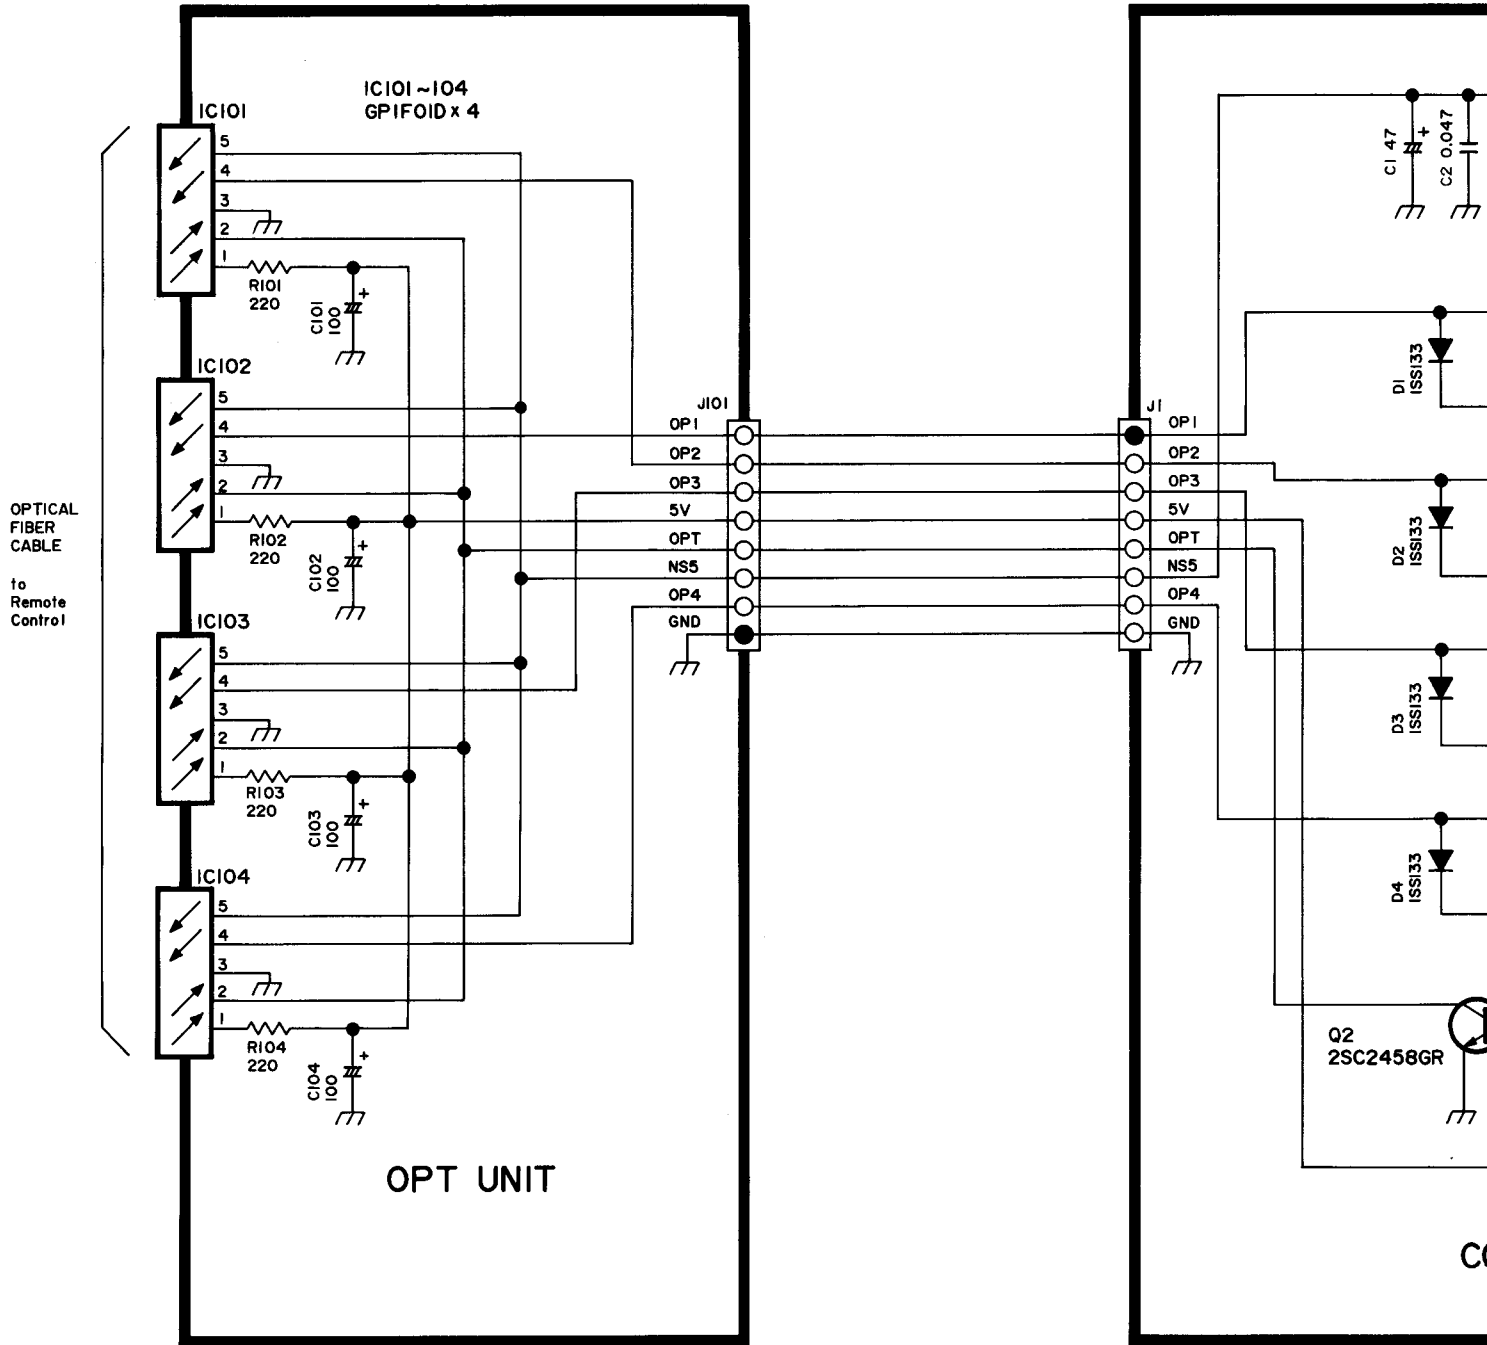 IC101~104
GP1F01D x 4
IC101
5
4
3
2
1
R101
220
C101
100
+
IC102
5
4
3
2
1
R102
220
C102
100
+
IC103
5
4
3
2
1
R103
220
C103
100
+
IC104
5
4
3
2
1
R104
220
C104
100
+
OPTICAL
FIBER
CABLE
to
Remote
Control
J101
OP1
OP2
OP3
5V
OPT
NS5
OP4
GND
OPT UNIT
J1
OP1
OP2
OP3
5V
OPT
NS5
OP4
GND
C1 47
+
C2 0.047
D1
1SS133
D2
1SS133
D3
1SS133
D4
1SS133
Q2
2SC2458GR